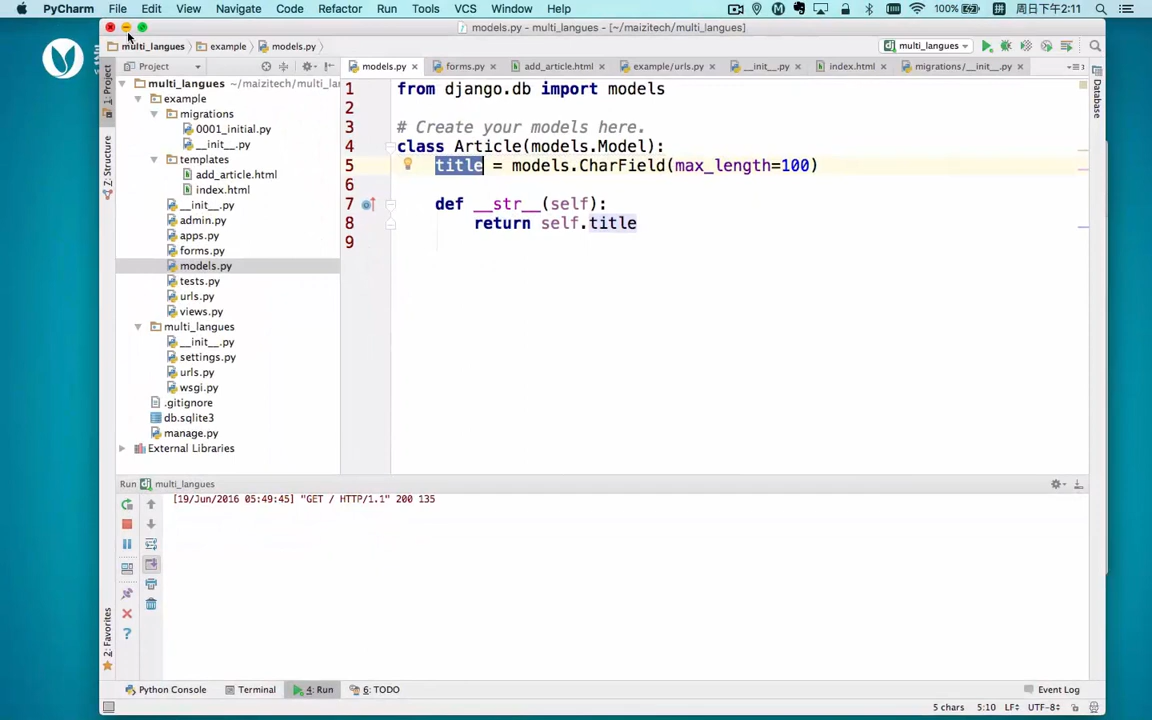 PyCharm File Edit View Navigate Code Refactor Run Tools VCS Window Help 100% 拼 周日下午2:11
models.py - multi_langues - [~/maizitech/multi_langues]
multi_langues example models.py multi_langues
Project models.py forms.py add_article.html example/urls.py __init__.py index.html migrations/__init__.py
1: Project
Z: Structure
2: Favorites
Database
multi_langues ~/maizitech/multi_la
example
migrations
0001_initial.py
__init__.py
templates
add_article.html
index.html
__init__.py
admin.py
apps.py
forms.py
models.py
tests.py
urls.py
views.py
multi_langues
__init__.py
settings.py
urls.py
wsgi.py
.gitignore
db.sqlite3
manage.py
External Libraries
1 from django.db import models
2
3 # Create your models here.
4 class Article(models.Model):
5 title = models.CharField(max_length=100)
6
7 def __str__(self):
8 return self.title
9
Run multi_langues
[19/Jun/2016 05:49:45] "GET / HTTP/1.1" 200 135
Python Console Terminal 4: Run 6: TODO Event Log
5 chars 5:10 LF UTF-8